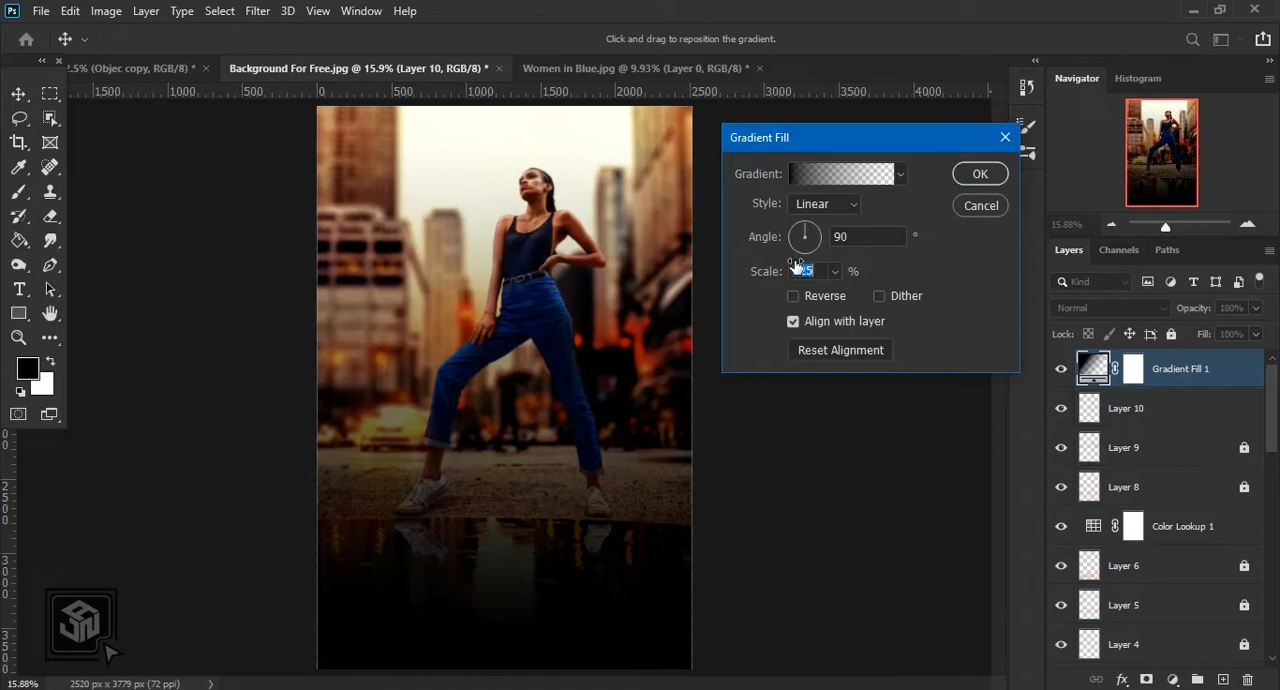 Ps File Edit Image Layer Type Select Filter 3D View Window Help
Click and drag to reposition the gradient.
2.5% (Objec copy, RGB/8) * × Background For Free.jpg @ 15.9% (Layer 10, RGB/8) * × Women in Blue.jpg @ 9.93% (Layer 0, RGB/8) * ×
Navigator Histogram
1500 1000 500 0 500 1000 1500 2000 2500 3000 3500 4000
Gradient Fill
Gradient: OK
Style: Linear Cancel
Angle: 90 °
Scale: %
Reverse Dither
Align with layer
Reset Alignment
15.88%
Layers Channels Paths
Kind
Normal Opacity: 100%
Lock: Fill: 100%
Gradient Fill 1
Layer 10
Layer 9
Layer 8
Color Lookup 1
Layer 6
Layer 5
Layer 4
15.88% 2520 px x 3779 px (72 ppi)